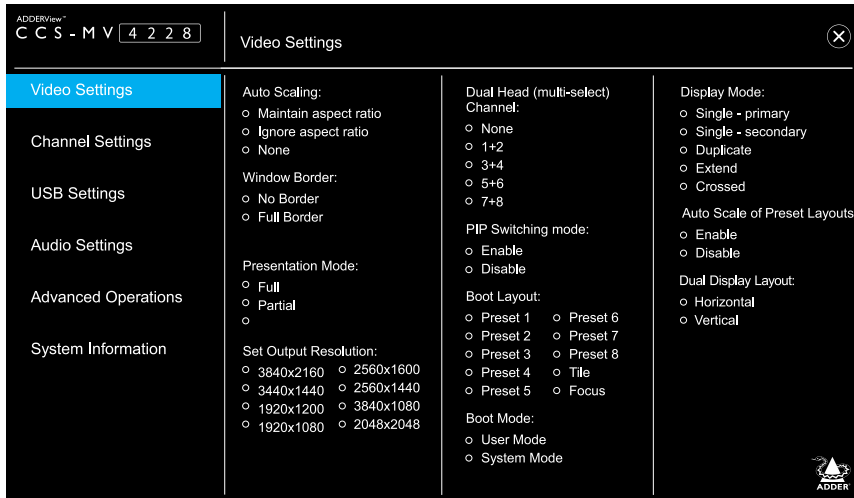 ADDERView™
CCS-MV 4228
Video Settings
Video Settings
Channel Settings
USB Settings
Audio Settings
Advanced Operations
System Information
Auto Scaling:
Maintain aspect ratio
Ignore aspect ratio
None
Window Border:
No Border
Full Border
Presentation Mode:
Full
Partial
Set Output Resolution:
3840x2160 2560x1600
3440x1440 2560x1440
1920x1200 3840x1080
1920x1080 2048x2048
Dual Head (multi-select)
Channel:
None
1+2
3+4
5+6
7+8
PIP Switching mode:
Enable
Disable
Boot Layout:
Preset 1 Preset 6
Preset 2 Preset 7
Preset 3 Preset 8
Preset 4 Tile
Preset 5 Focus
Boot Mode:
User Mode
System Mode
Display Mode:
Single - primary
Single - secondary
Duplicate
Extend
Crossed
Auto Scale of Preset Layouts
Enable
Disable
Dual Display Layout:
Horizontal
Vertical
ADDER